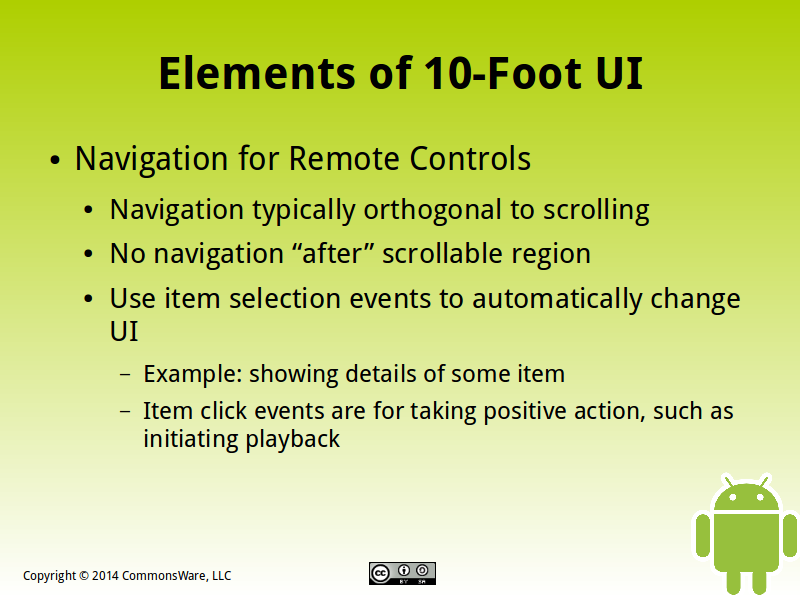 Elements of 10-Foot UI
● Navigation for Remote Controls
● Navigation typically orthogonal to scrolling
● No navigation “after” scrollable region
● Use item selection events to automatically change
UI
– Example: showing details of some item
– Item click events are for taking positive action, such as
initiating playback
Copyright © 2014 CommonsWare, LLC
cc
BY SA